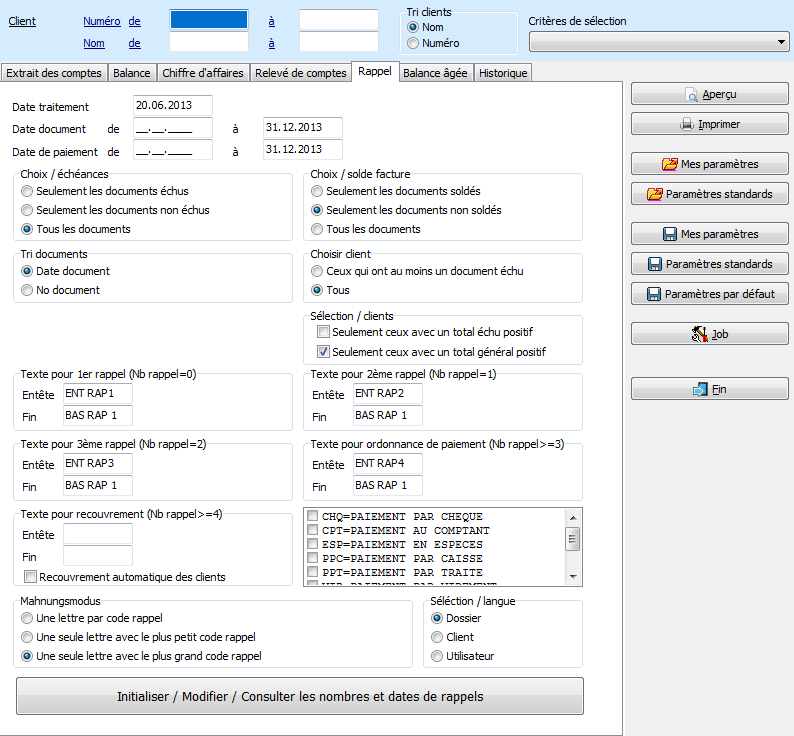 Client Numéro de à
Nom de à
Tri clients
Nom
Numéro
Critères de sélection
Extrait des comptes Balance Chiffre d'affaires Relevé de comptes Rappel Balance âgée Historique
Date traitement 20.06.2013
Date document de __.__.____ à 31.12.2013
Date de paiement de __.__.____ à 31.12.2013
Choix / échéances
Seulement les documents échus
Seulement les documents non échus
Tous les documents
Choix / solde facture
Seulement les documents soldés
Seulement les documents non soldés
Tous les documents
Tri documents
Date document
No document
Choisir client
Ceux qui ont au moins un document échu
Tous
Sélection / clients
Seulement ceux avec un total échu positif
Seulement ceux avec un total général positif
Texte pour 1er rappel (Nb rappel=0)
Entête ENT RAP1
Fin BAS RAP 1
Texte pour 2ème rappel (Nb rappel=1)
Entête ENT RAP2
Fin BAS RAP 1
Texte pour 3ème rappel (Nb rappel=2)
Entête ENT RAP3
Fin BAS RAP 1
Texte pour ordonnance de paiement (Nb rappel>=3)
Entête ENT RAP4
Fin BAS RAP 1
Texte pour recouvrement (Nb rappel>=4)
Entête
Fin
Recouvrement automatique des clients
CHQ=PAIEMENT PAR CHEQUE
CPT=PAIEMENT AU COMPTANT
ESP=PAIEMENT EN ESPECES
PPC=PAIEMENT PAR CAISSE
PPT=PAIEMENT PAR TRAITE
VIR=PAIEMENT PAR VIREMENT
Mahnungsmodus
Une lettre par code rappel
Une seule lettre avec le plus petit code rappel
Une seule lettre avec le plus grand code rappel
Séléction / langue
Dossier
Client
Utilisateur
Initialiser / Modifier / Consulter les nombres et dates de rappels
Aperçu
Imprimer
Mes paramètres
Paramètres standards
Mes paramètres
Paramètres standards
Paramètres par défaut
Job
Fin